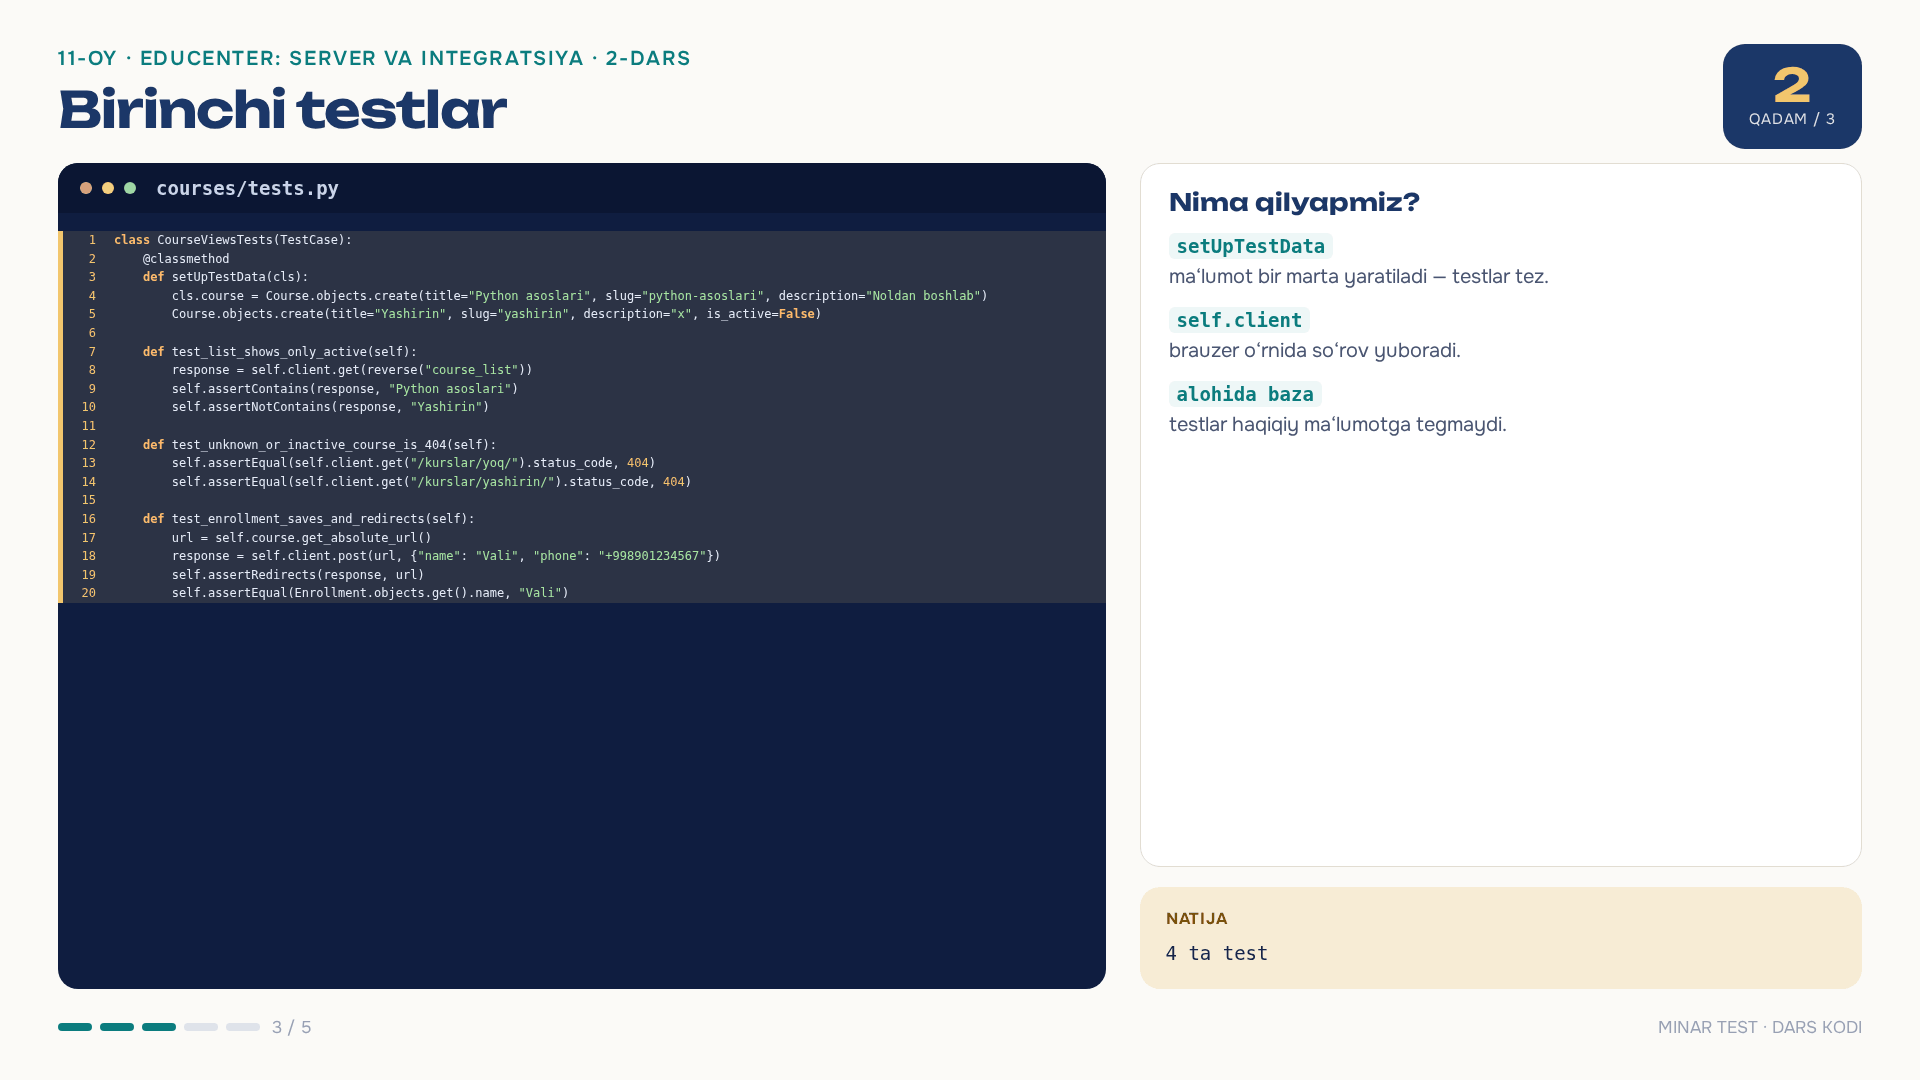 11-OY · EDUCENTER: SERVER VA INTEGRATSIYA · 2-DARS
Birinchi testlar
2
QADAM / 3
courses/tests.py
1 class CourseViewsTests(TestCase):
2     @classmethod
3     def setUpTestData(cls):
4         cls.course = Course.objects.create(title="Python asoslari", slug="python-asoslari", description="Noldan boshlab")
5         Course.objects.create(title="Yashirin", slug="yashirin", description="x", is_active=False)
6
7     def test_list_shows_only_active(self):
8         response = self.client.get(reverse("course_list"))
9         self.assertContains(response, "Python asoslari")
10         self.assertNotContains(response, "Yashirin")
11
12     def test_unknown_or_inactive_course_is_404(self):
13         self.assertEqual(self.client.get("/kurslar/yoq/").status_code, 404)
14         self.assertEqual(self.client.get("/kurslar/yashirin/").status_code, 404)
15
16     def test_enrollment_saves_and_redirects(self):
17         url = self.course.get_absolute_url()
18         response = self.client.post(url, {"name": "Vali", "phone": "+998901234567"})
19         self.assertRedirects(response, url)
20         self.assertEqual(Enrollment.objects.get().name, "Vali")
Nima qilyapmiz?
setUpTestData
maʻlumot bir marta yaratiladi — testlar tez.
self.client
brauzer oʻrnida soʻrov yuboradi.
alohida baza
testlar haqiqiy maʻlumotga tegmaydi.
NATIJA
4 ta test
3 / 5
MINAR TEST · DARS KODI